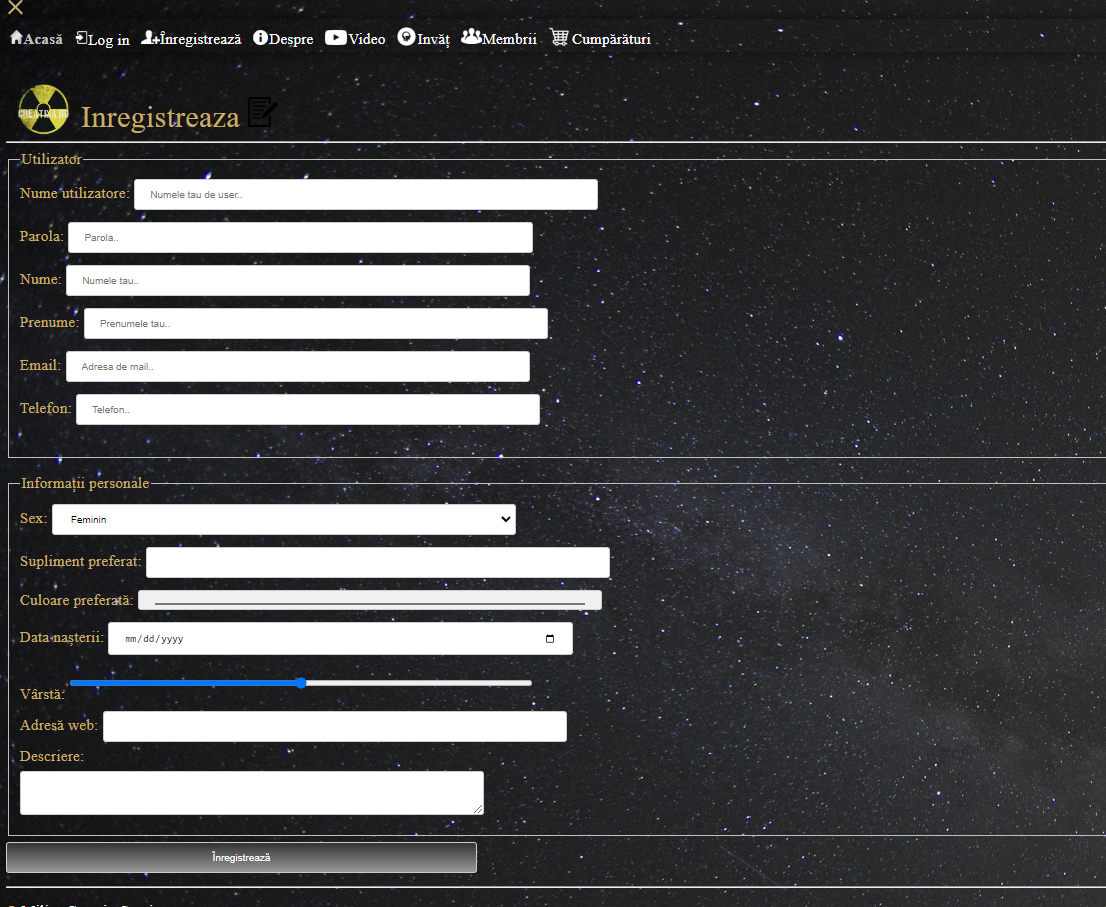 Acasă Log in Înregistrează Despre Video Învăț Membrii Cumpărături
Inregistreaza
Utilizator
Nume utilizatore: Numele tau de user..
Parola: Parola..
Nume: Numele tau..
Prenume: Prenumele tau..
Email: Adresa de mail..
Telefon: Telefon..
Informații personale
Sex: Feminin
Supliment preferat:
Culoare preferată:
Data nașterii: mm/dd/yyyy
Vârstă:
Adresă web:
Descriere:
Înregistrează